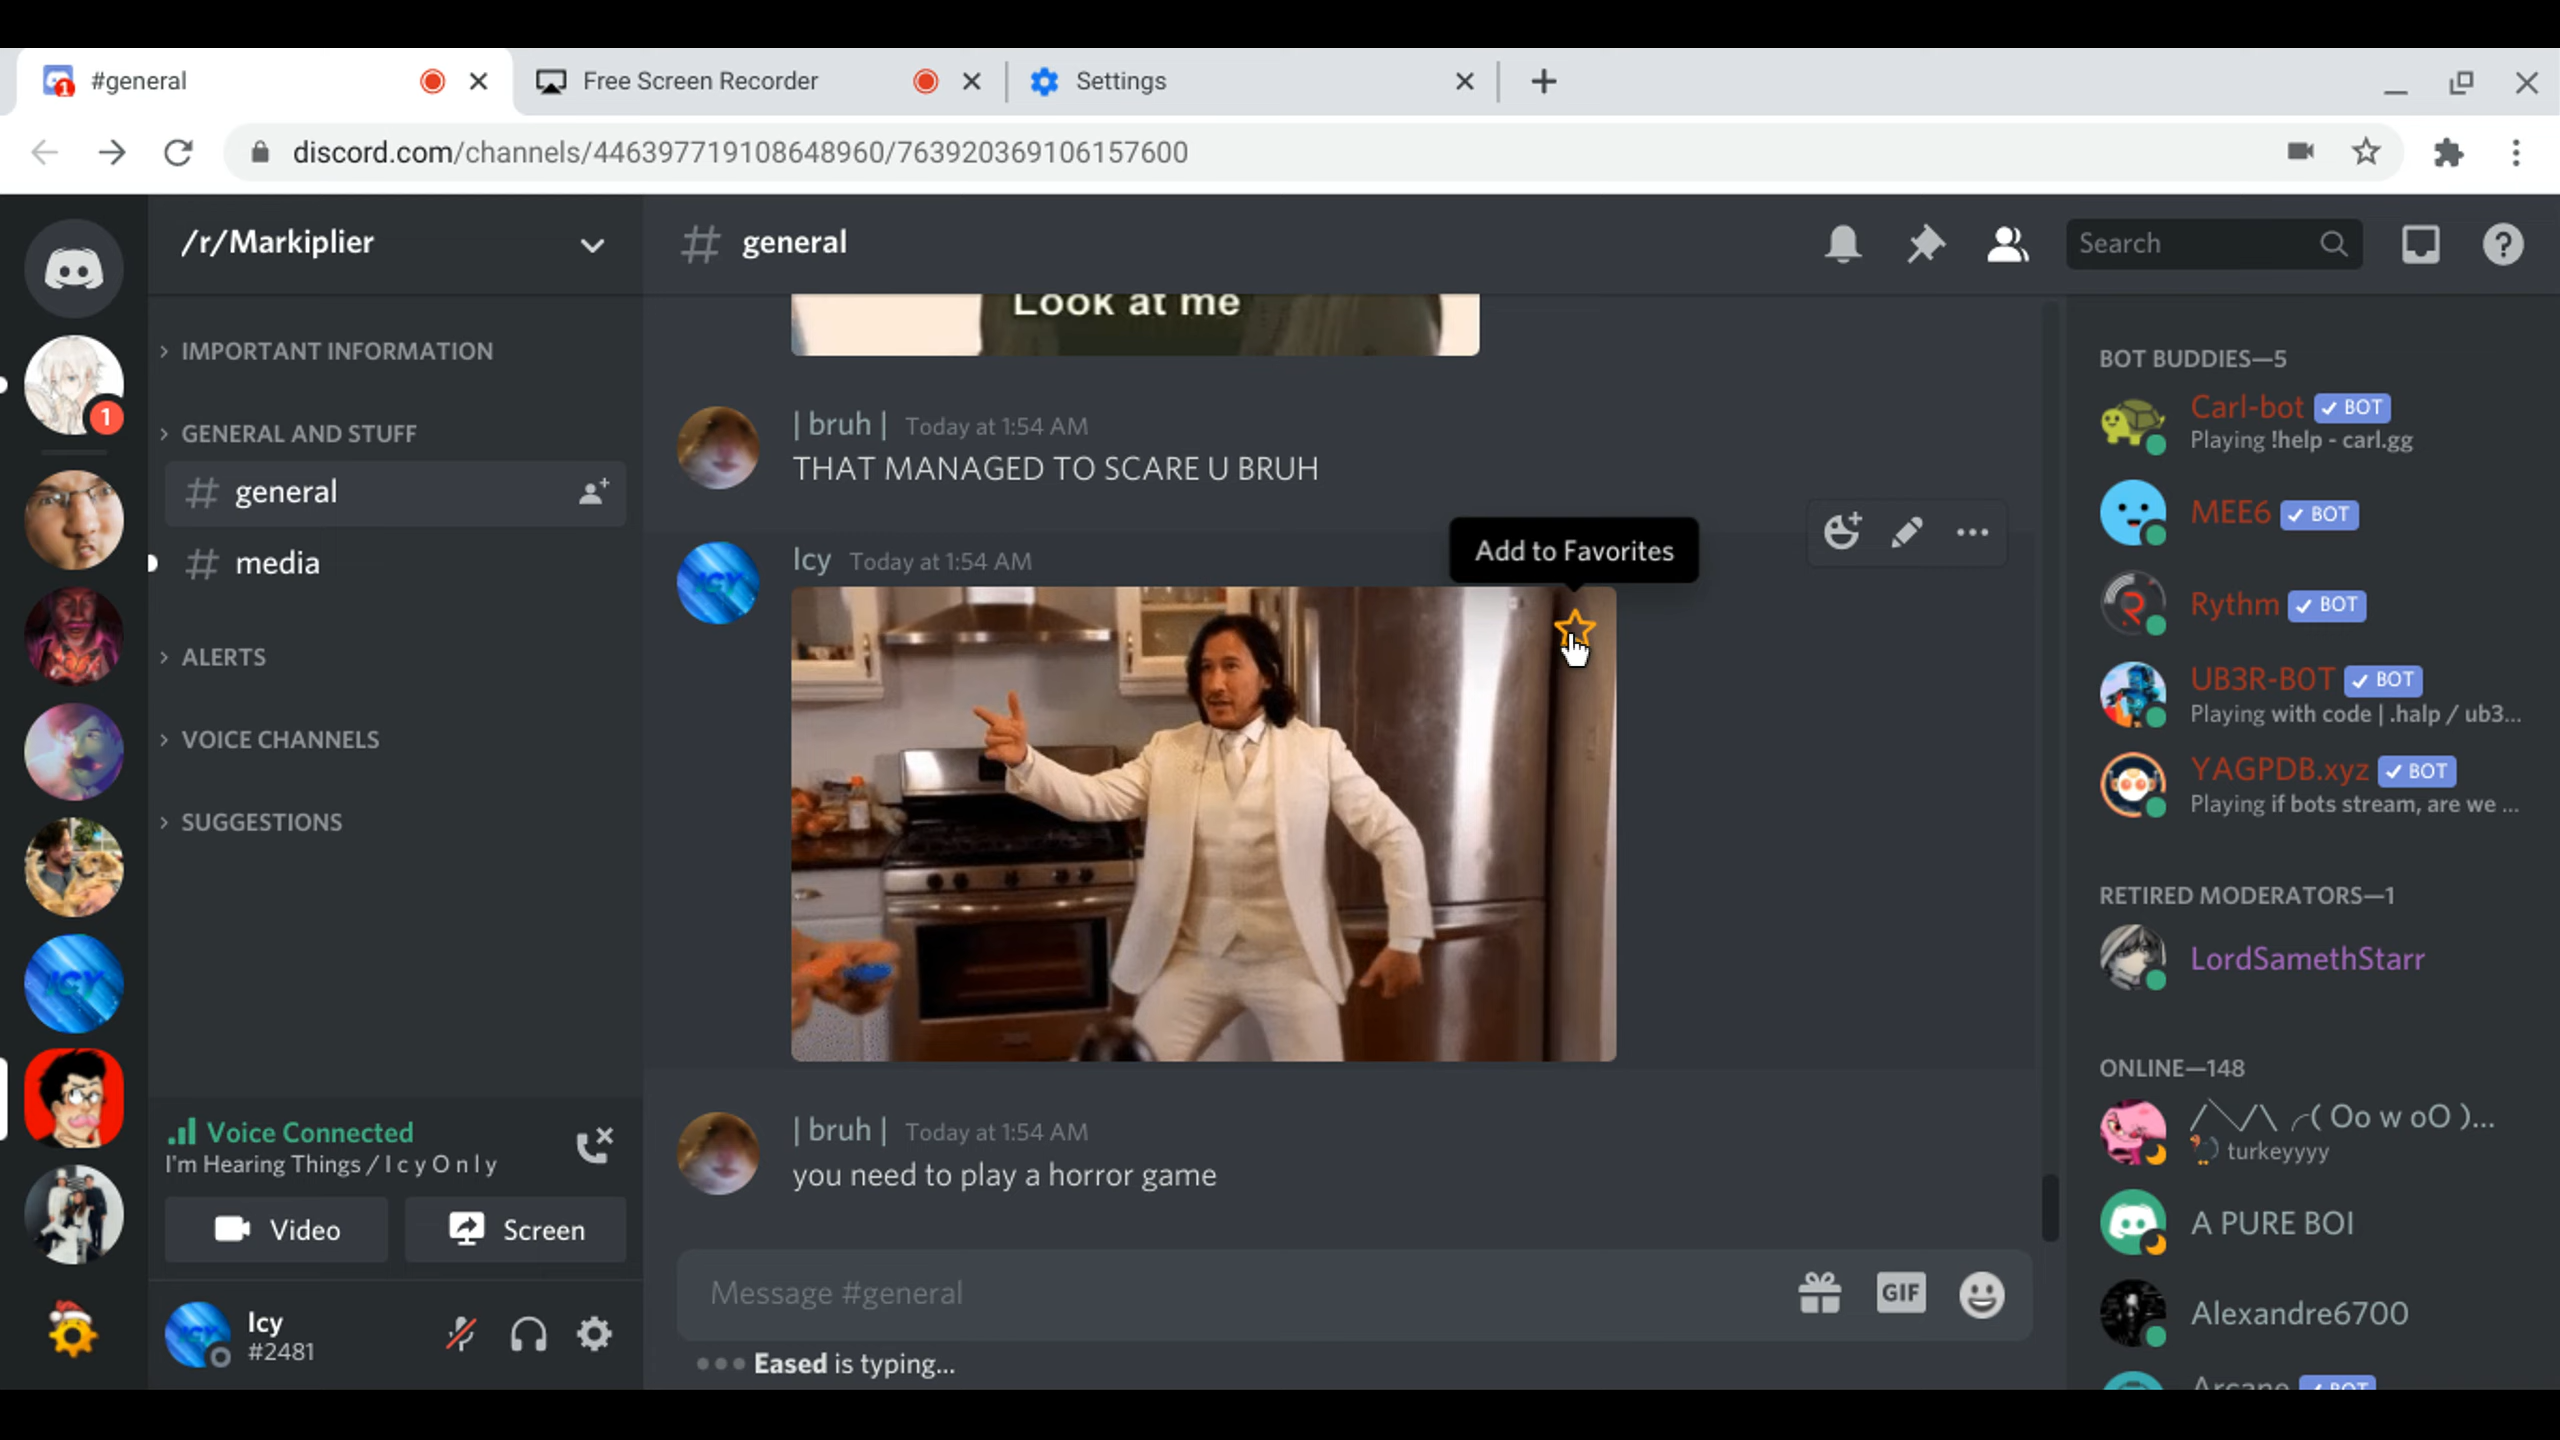 #general
Free Screen Recorder
Settings
discord.com/channels/446397719108648960/763920369106157600
/r/Markiplier
IMPORTANT INFORMATION
GENERAL AND STUFF
general
media
ALERTS
VOICE CHANNELS
SUGGESTIONS
1
Voice Connected
I'm Hearing Things / I c y O n l y
Video
Screen
Icy
#2481
general
Search
Look at me
| bruh | Today at 1:54 AM
THAT MANAGED TO SCARE U BRUH
Icy Today at 1:54 AM
Add to Favorites
| bruh | Today at 1:54 AM
you need to play a horror game
Message #general
GIF
Eased is typing...
BOT BUDDIES—5
Carl-bot ✓ BOT
Playing !help - carl.gg
MEE6 ✓ BOT
Rythm ✓ BOT
UB3R-B0T ✓ BOT
Playing with code | .halp / ub3...
YAGPDB.xyz ✓ BOT
Playing if bots stream, are we ...
RETIRED MODERATORS—1
LordSamethStarr
ONLINE—148
( Oo w oO )...
turkeyyyy
A PURE BOI
Alexandre6700